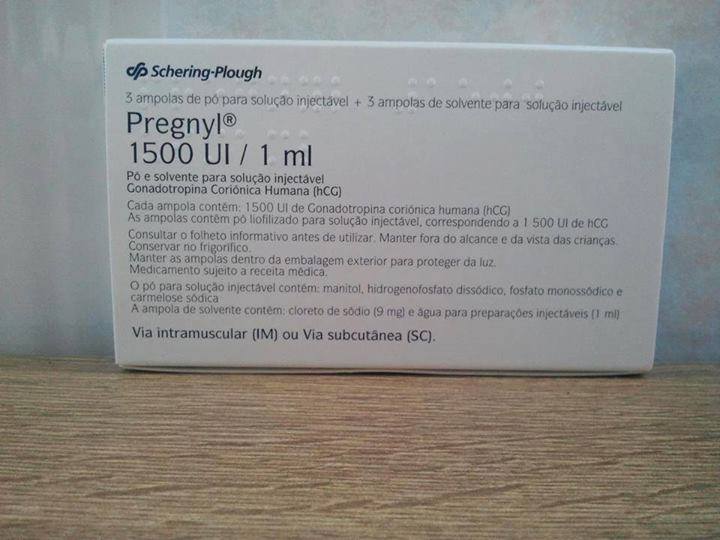 Schering-Plough
3 ampolas de pó para solução injectável + 3 ampolas de solvente para solução injectável
Pregnyl®
1500 UI / 1 ml
Pó e solvente para solução injectável
Gonadotropina Coriónica Humana (hCG)
Cada ampola contém: 1500 UI de Gonadotropina coriónica humana (hCG)
As ampolas contêm pó liofilizado para solução injectável, correspondendo a 1 500 UI de hCG
Consultar o folheto informativo antes de utilizar. Manter fora do alcance e da vista das crianças.
Conservar no frigorífico.
Manter as ampolas dentro da embalagem exterior para proteger da luz.
Medicamento sujeito a receita médica.
O pó para solução injectável contém: manitol, hidrogenofosfato dissódico, fosfato monossódico e
carmelose sódica
A ampola de solvente contém: cloreto de sódio (9 mg) e água para preparações injectáveis (1 ml)
Via intramuscular (IM) ou Via subcutânea (SC).